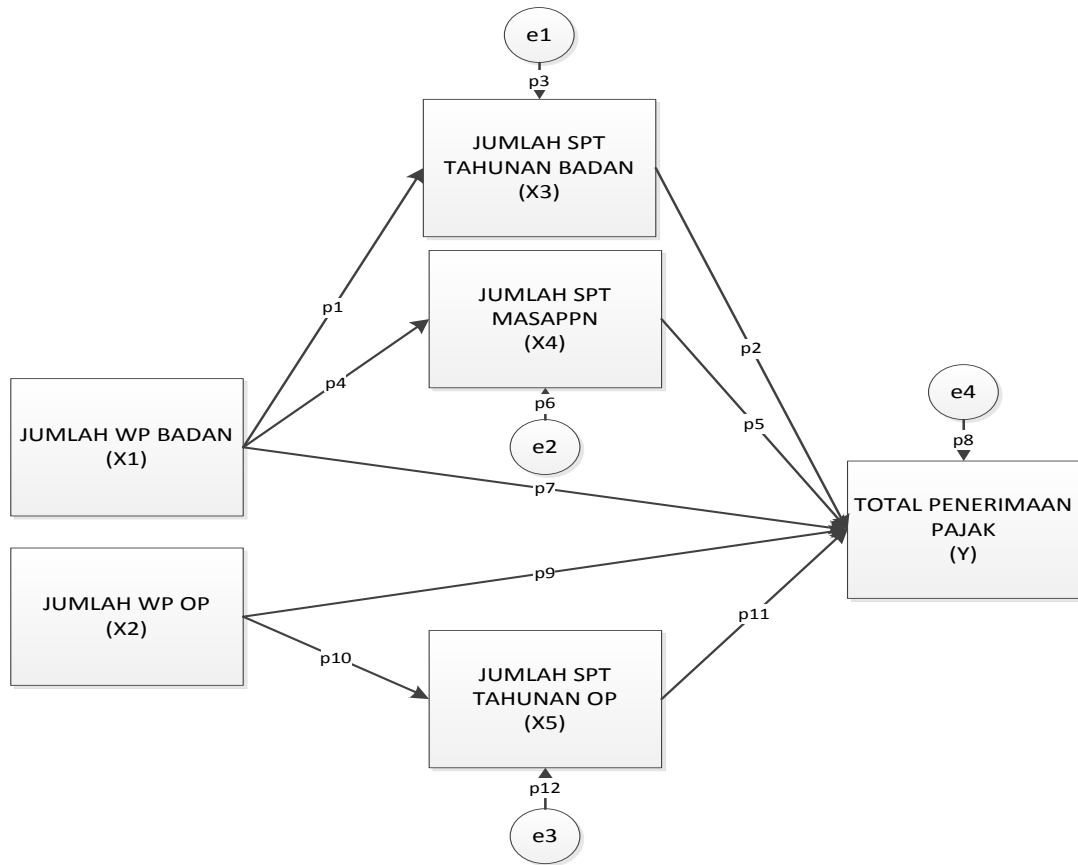 e1
p3
JUMLAH SPT
TAHUNAN BADAN
(X3)
p1
JUMLAH SPT
MASAPPN
(X4)
p2
p4
p6
e2
p5
e4
p8
JUMLAH WP BADAN
(X1)
p7
TOTAL PENERIMAAN
PAJAK
(Y)
JUMLAH WP OP
(X2)
p9
p10
p11
JUMLAH SPT
TAHUNAN OP
(X5)
p12
e3